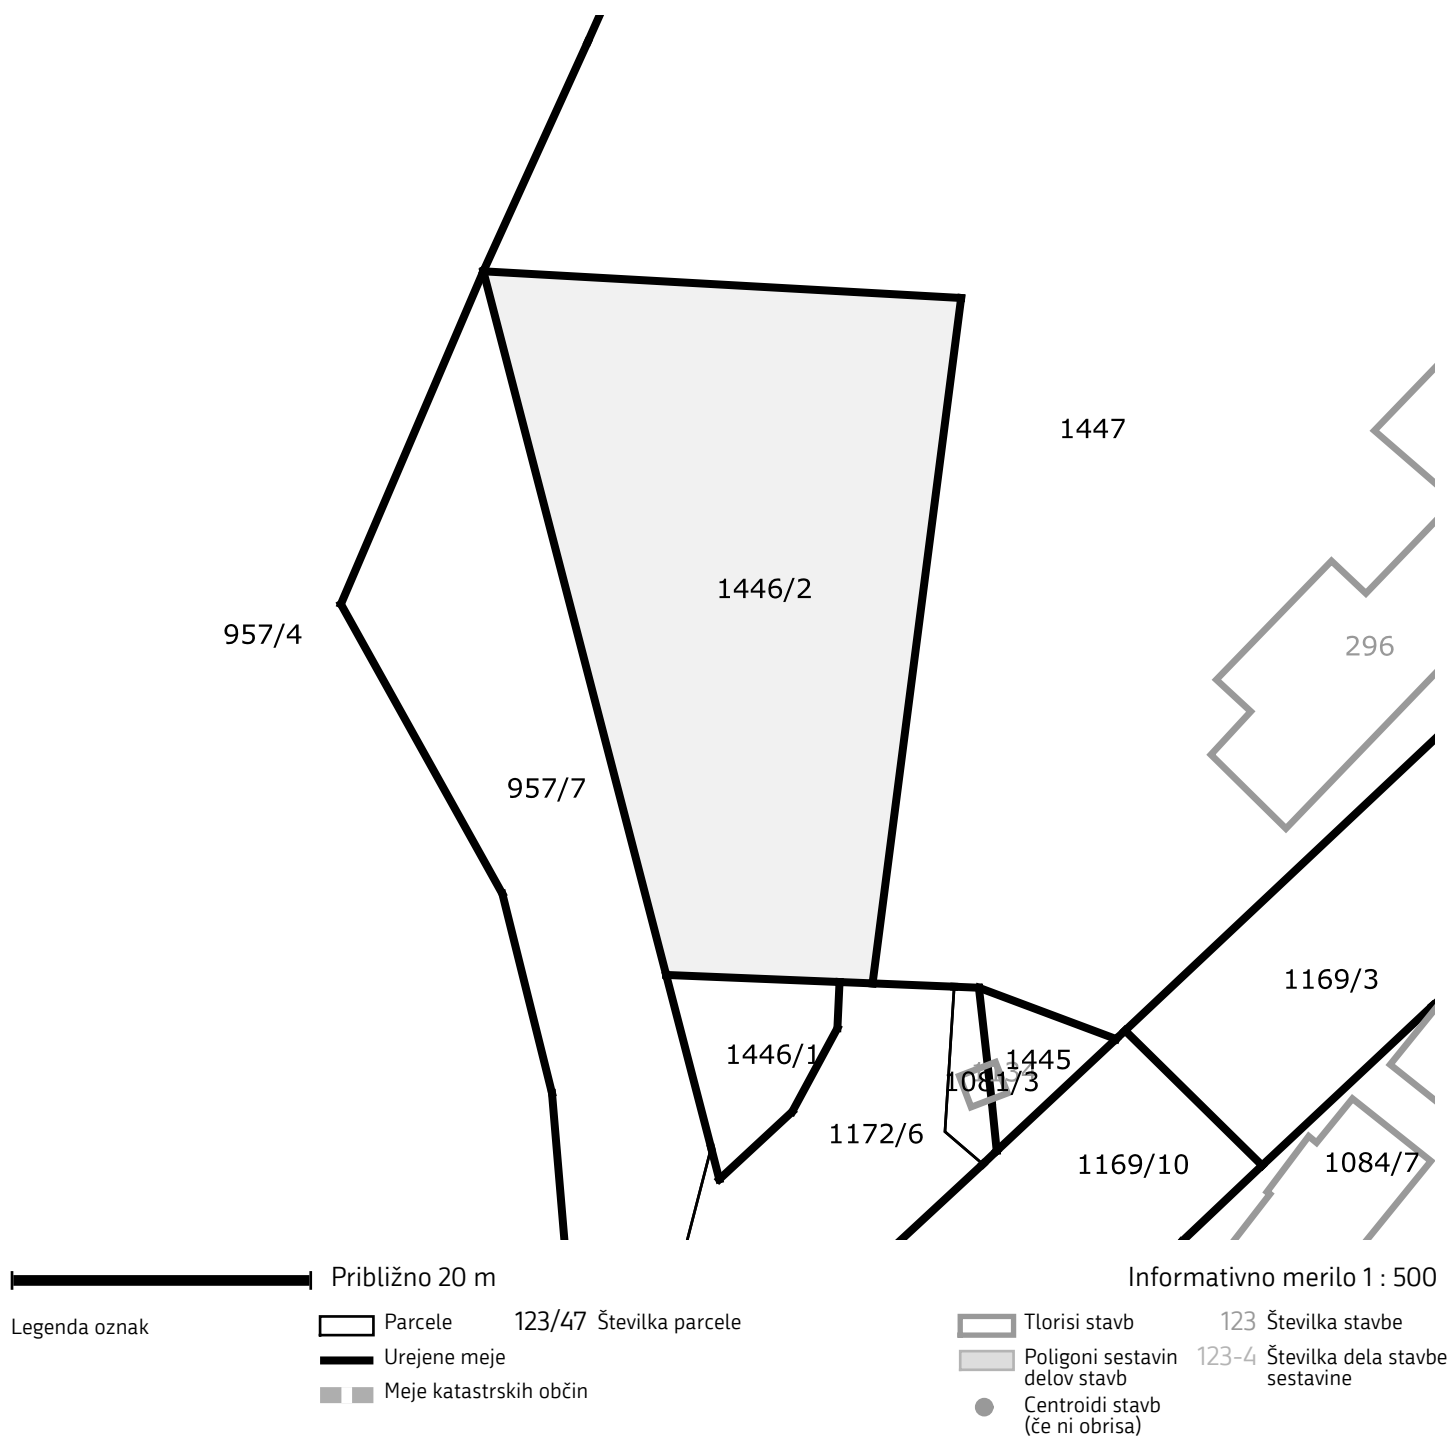 1447
1446/2
957/4
296
957/7
1169/3
1446/1
1445
1081/3
1172/6
1169/10
1084/7
Približno 20 m
Informativno merilo 1 : 500
Legenda oznak
Parcele
123/47 Številka parcele
Urejene meje
Meje katastrskih občin
Tlorisi stavb
123 Številka stavbe
Poligoni sestavin
delov stavb
123-4 Številka dela stavbe
sestavine
Centroidi stavb
(če ni obrisa)